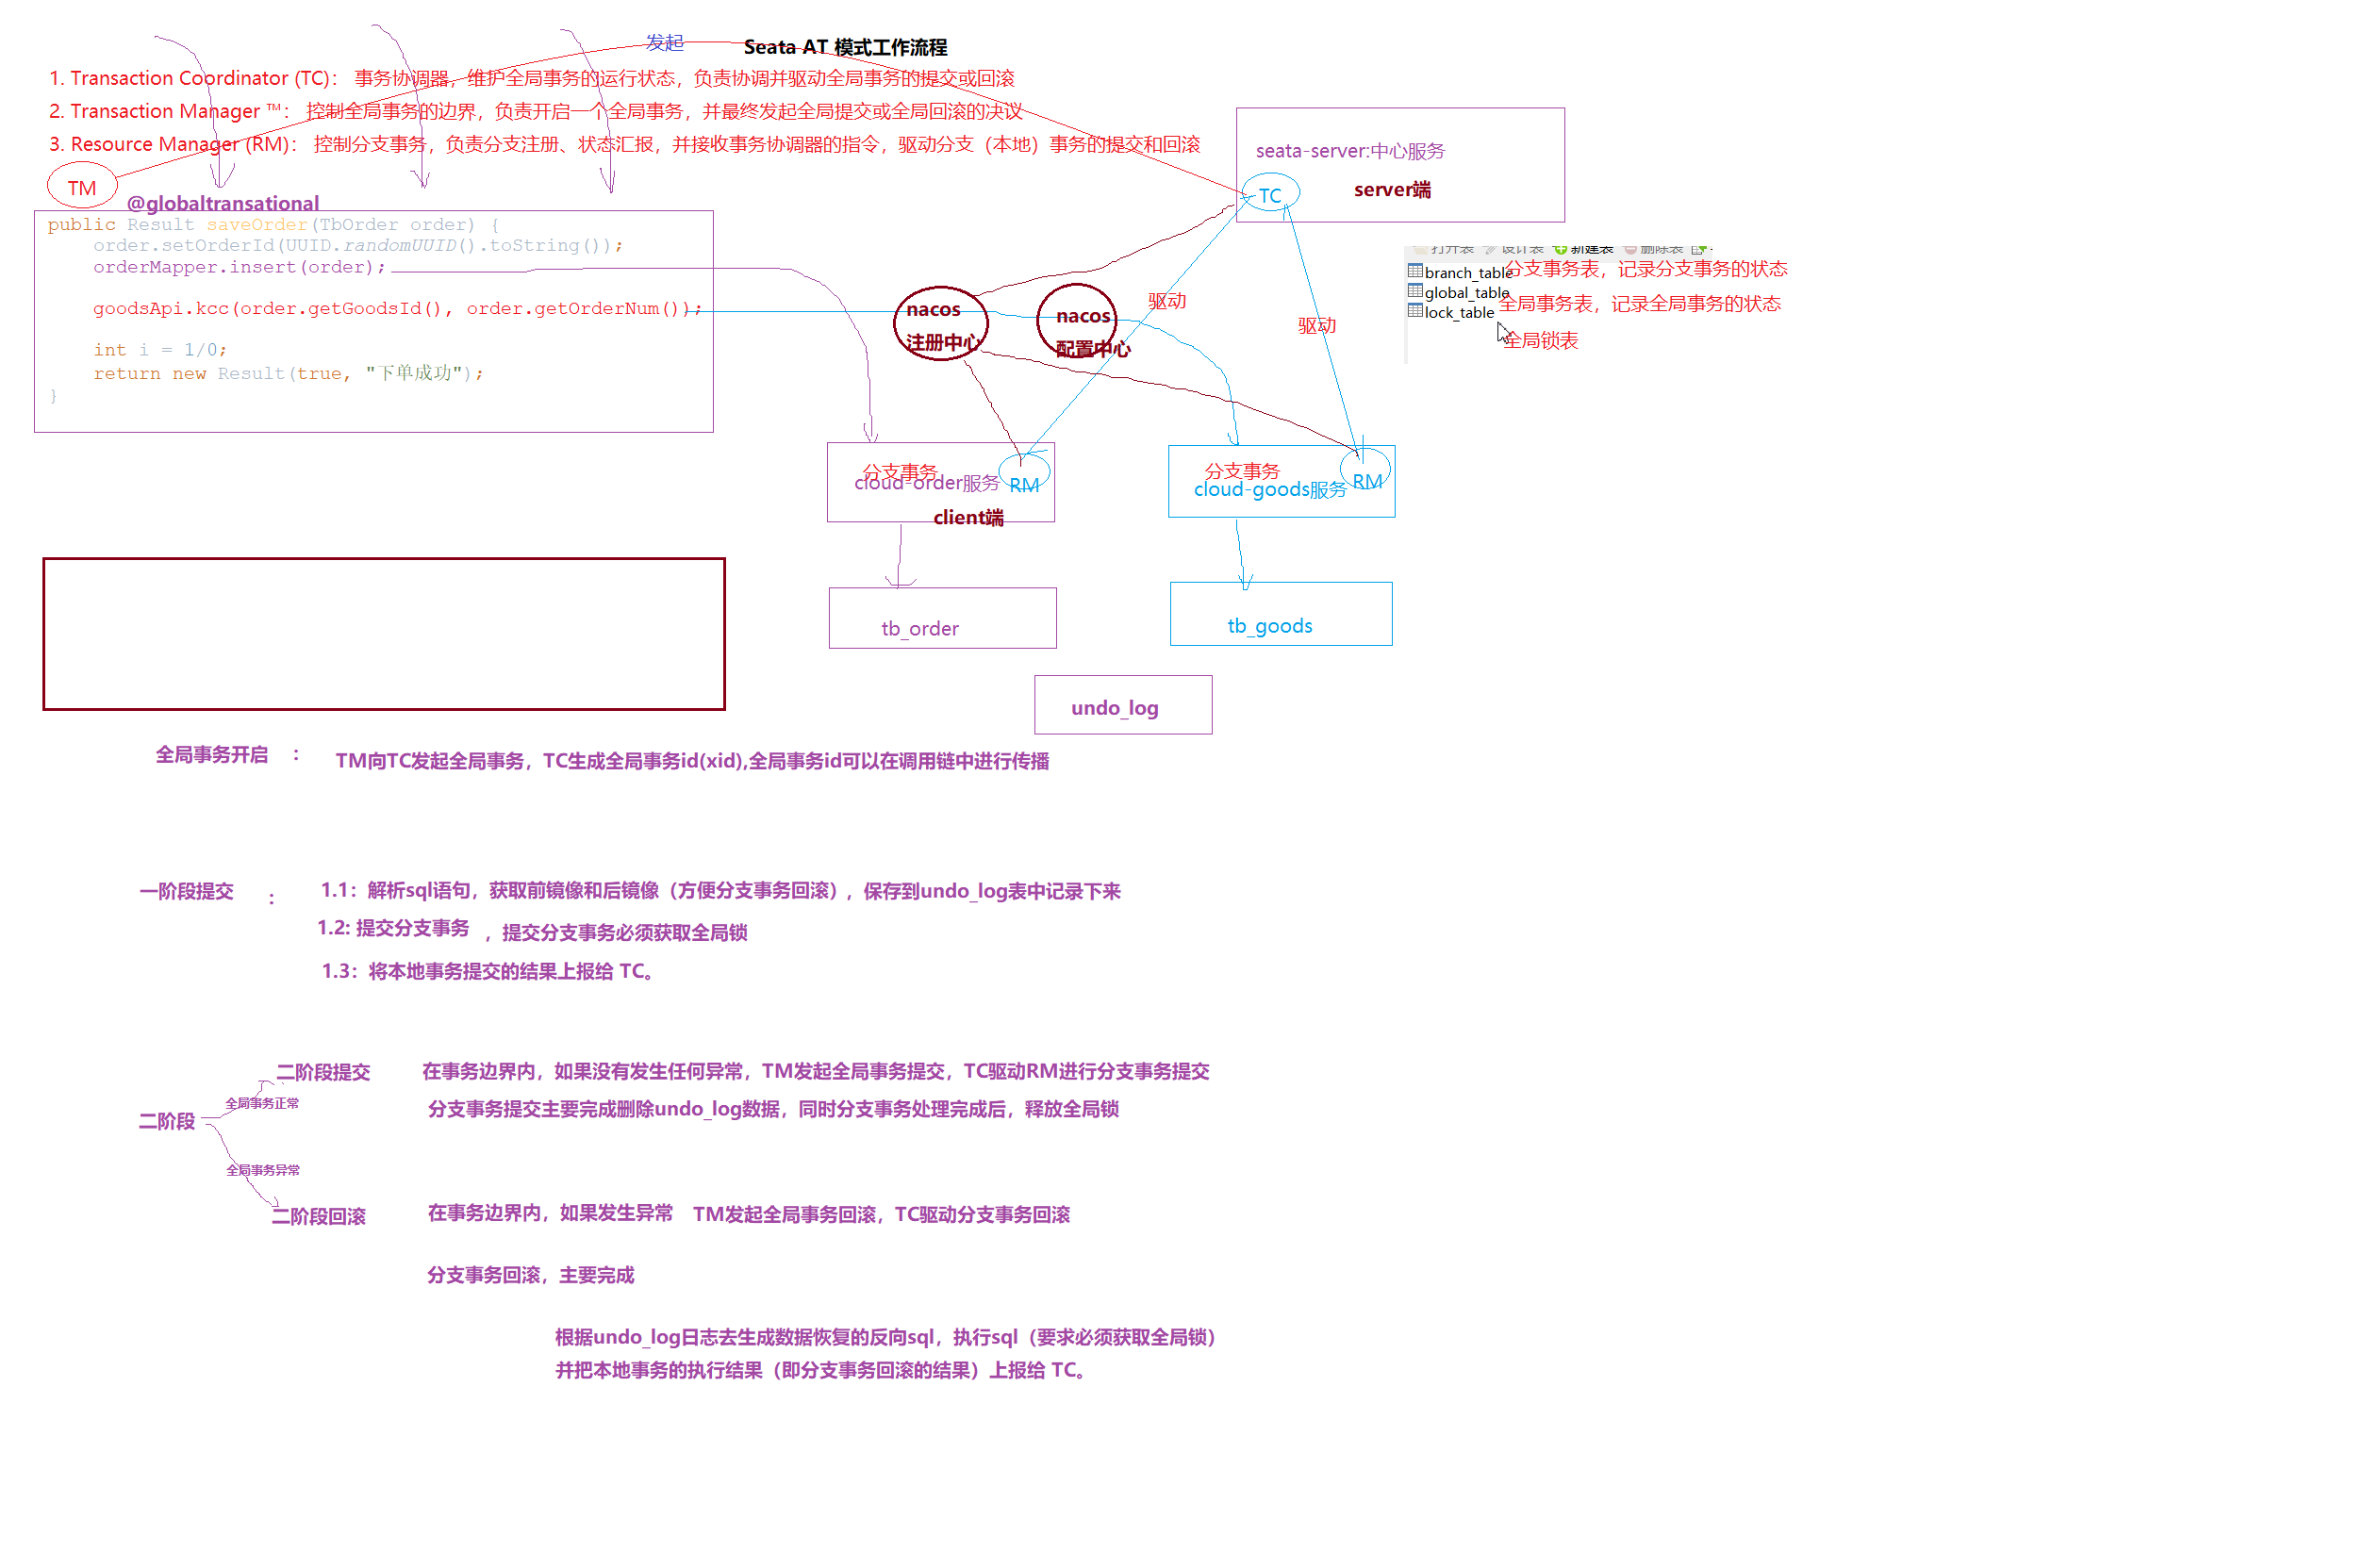 发起
Seata AT 模式工作流程
1. Transaction Coordinator (TC)： 事务协调器，维护全局事务的运行状态，负责协调并驱动全局事务的提交或回滚
2. Transaction Manager ™： 控制全局事务的边界，负责开启一个全局事务，并最终发起全局提交或全局回滚的决议
3. Resource Manager (RM)： 控制分支事务，负责分支注册、状态汇报，并接收事务协调器的指令，驱动分支（本地）事务的提交和回滚
TM
@globaltransational
public Result saveOrder(TbOrder order) {
order.setOrderId(UUID.randomUUID().toString());
orderMapper.insert(order);
goodsApi.kcc(order.getGoodsId(), order.getOrderNum());
int i = 1/0;
return new Result(true, "下单成功");
}
seata-server:中心服务
TC
server端
打开表 设计表 新建表 删除表
branch_table
分支事务表，记录分支事务的状态
global_table
全局事务表，记录全局事务的状态
lock_table
全局锁表
nacos
注册中心
nacos
配置中心
驱动
驱动
分支事务
cloud-order服务
RM
client端
分支事务
cloud-goods服务
RM
tb_order
tb_goods
undo_log
全局事务开启 ：
TM向TC发起全局事务，TC生成全局事务id(xid),全局事务id可以在调用链中进行传播
一阶段提交 ：
1.1：解析sql语句，获取前镜像和后镜像（方便分支事务回滚），保存到undo_log表中记录下来
1.2: 提交分支事务 ，提交分支事务必须获取全局锁
1.3：将本地事务提交的结果上报给 TC。
二阶段
全局事务正常
二阶段提交
在事务边界内，如果没有发生任何异常，TM发起全局事务提交，TC驱动RM进行分支事务提交
分支事务提交主要完成删除undo_log数据，同时分支事务处理完成后，释放全局锁
全局事务异常
二阶段回滚
在事务边界内，如果发生异常 TM发起全局事务回滚，TC驱动分支事务回滚
分支事务回滚，主要完成
根据undo_log日志去生成数据恢复的反向sql，执行sql（要求必须获取全局锁）
并把本地事务的执行结果（即分支事务回滚的结果）上报给 TC。